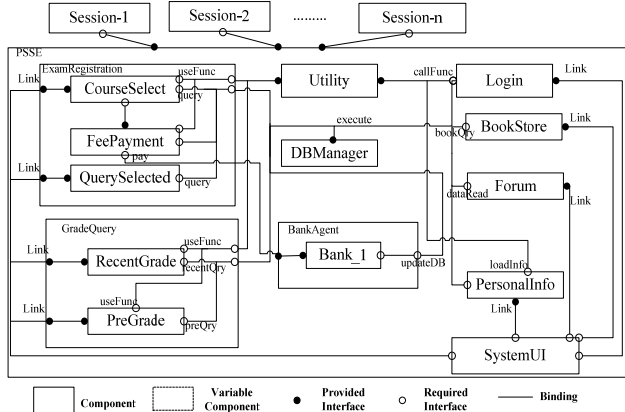 Session-1
Session-2
.........
Session-n
PSSE
Link
ExamRegistration
useFunc
CourseSelect
query
Utility
callFunc
Login
Link
FeePayment
pay
execute
DBManager
bookQry
BookStore
Link
Link
QuerySelected
query
dataRead
Forum
Link
GradeQuery
useFunc
BankAgent
Link
RecentGrade
recentQry
Bank_1
updateDB
loadInfo
PersonalInfo
useFunc
Link
PreGrade
preQry
Link
SystemUI
Component
Variable Component
Provided Interface
Required Interface
Binding